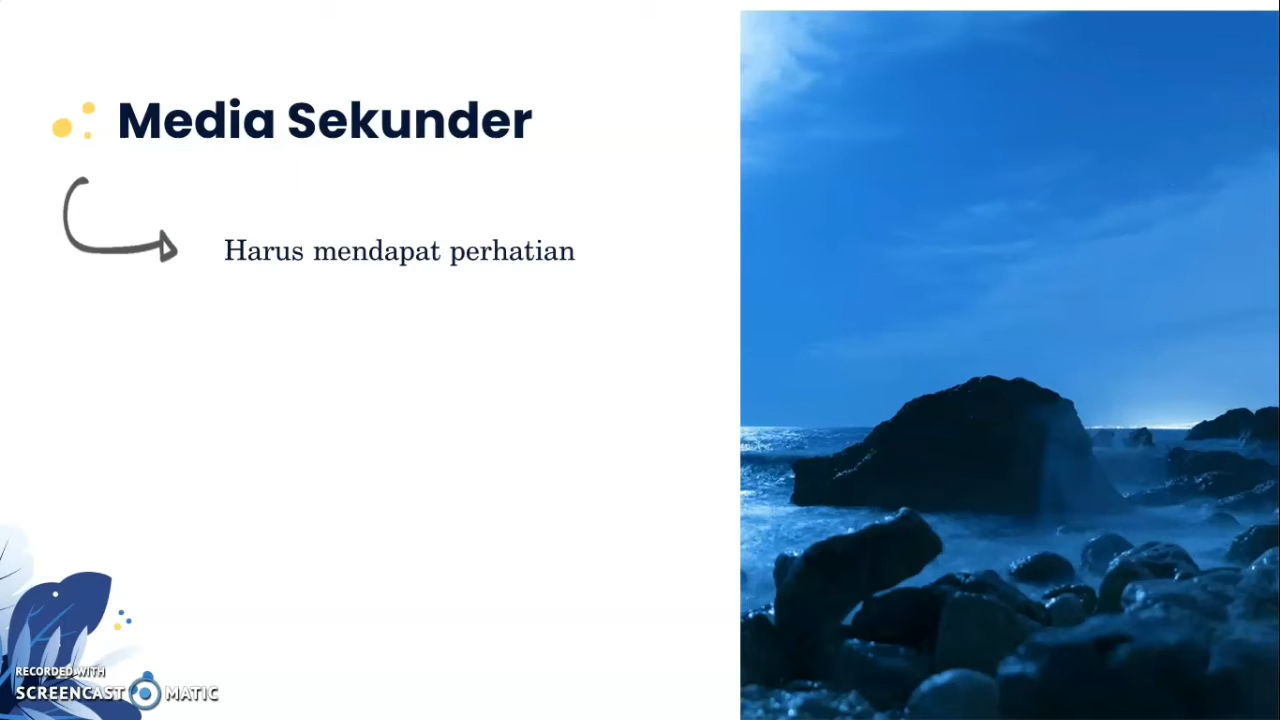 Media Sekunder
Harus mendapat perhatian
RECORDED WITH
SCREENCAST MATIC